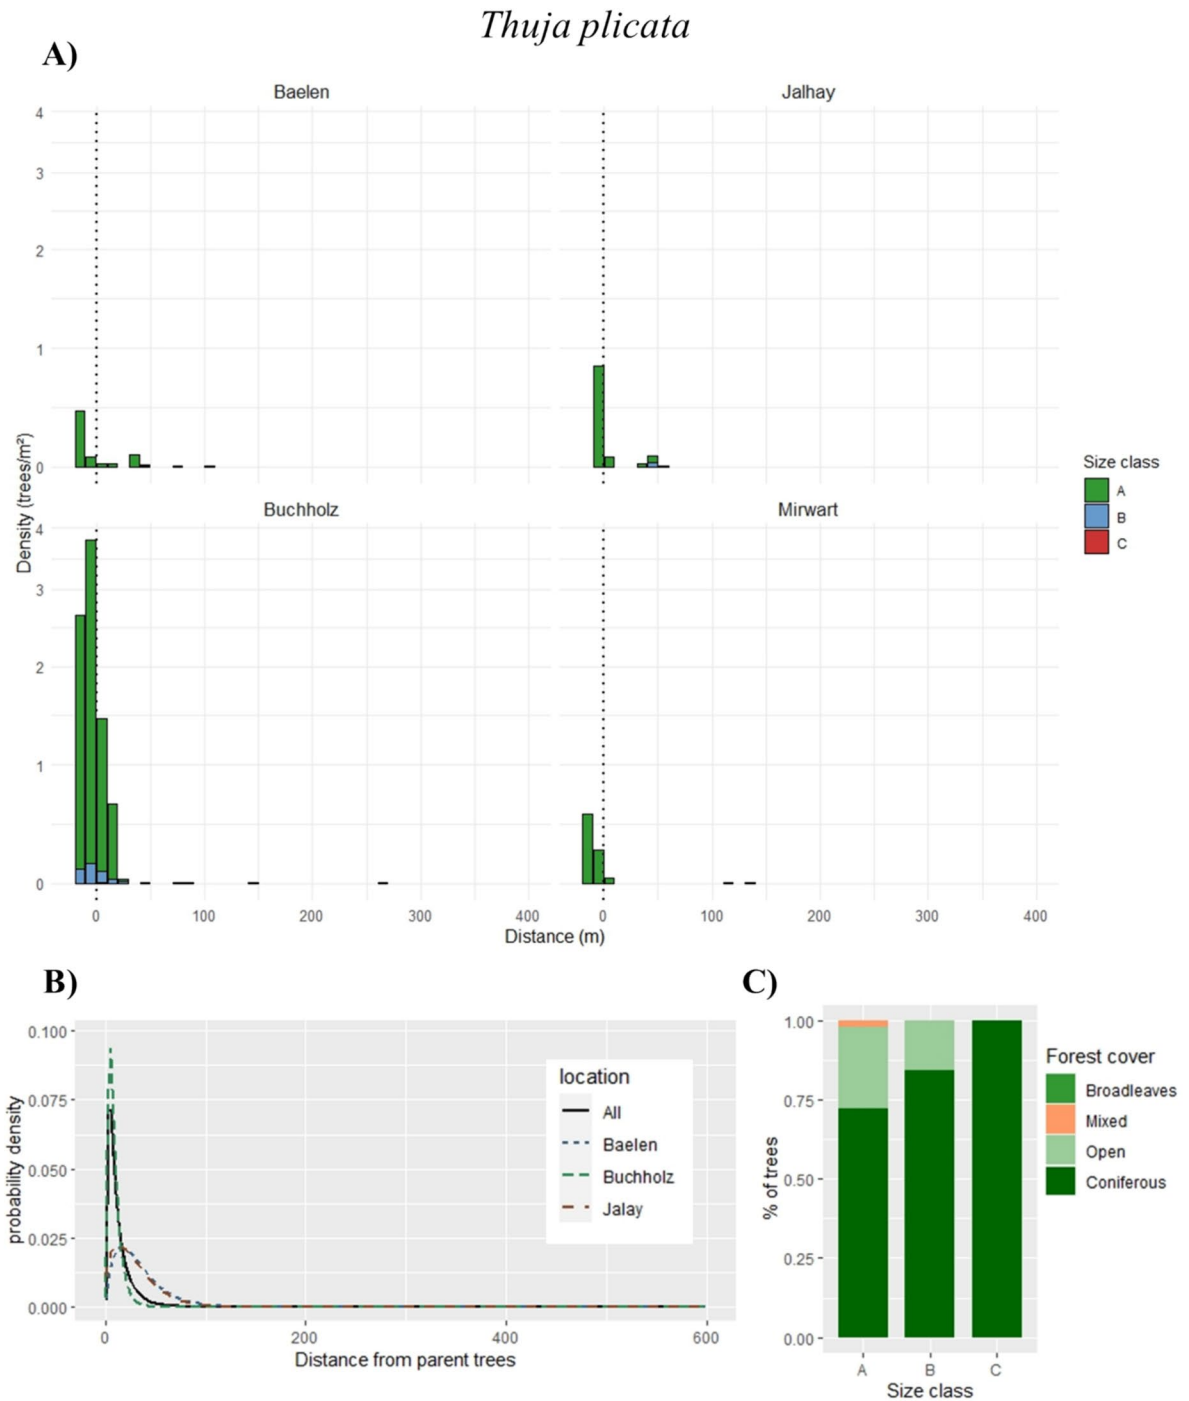 Thuja plicata
A)
Baelen
Jalhay
4
3
2
1
0
Density (trees/m²)
Size class
A
B
C
Buchholz
Mirwart
4
3
2
1
0
0 100 200 300 400
0 100 200 300 400
Distance (m)
B)
0.100
0.075
0.050
0.025
0.000
probability density
location
All
Baelen
Buchholz
Jalay
0 200 400 600
Distance from parent trees
C)
1.00
0.75
0.50
0.25
0.00
% of trees
Forest cover
Broadleaves
Mixed
Open
Coniferous
A B C
Size class